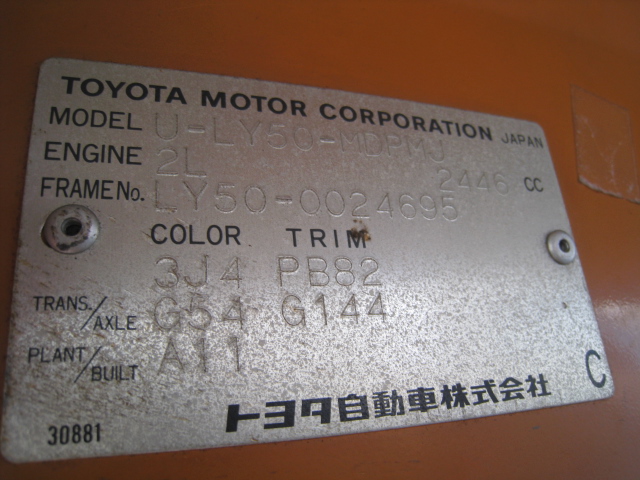 TOYOTA MOTOR CORPORATION JAPAN
MODEL U-LY50-MDPMJ
ENGINE 2L 2446 CC
FRAME No. LY50-0024695
COLOR TRIM
3J4 PB82
TRANS./AXLE G54 G144
PLANT/BUILT A11
トヨタ自動車株式会社 C
30881